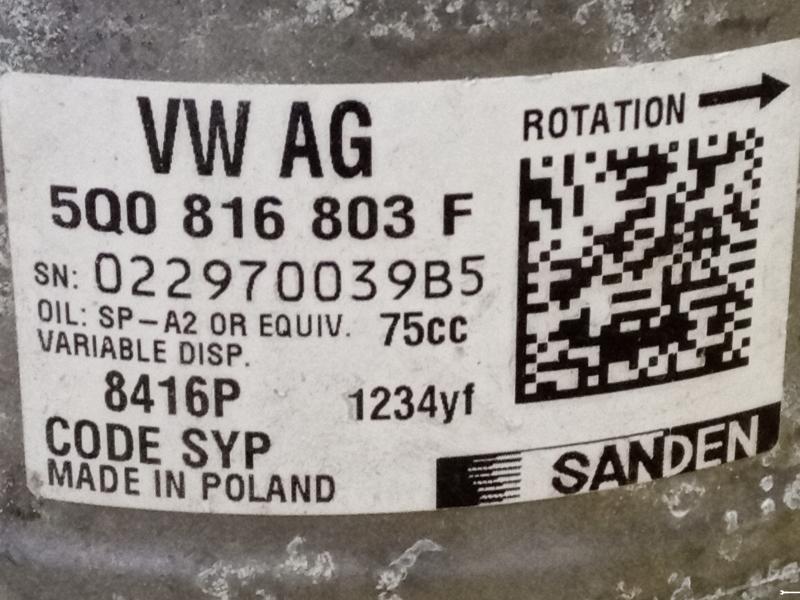 VW AG
ROTATION
5Q0 816 803 F
SN: 022970039B5
OIL: SP-A2 OR EQUIV. 75cc
VARIABLE DISP.
8416P 1234yf
CODE SYP
MADE IN POLAND
SANDEN